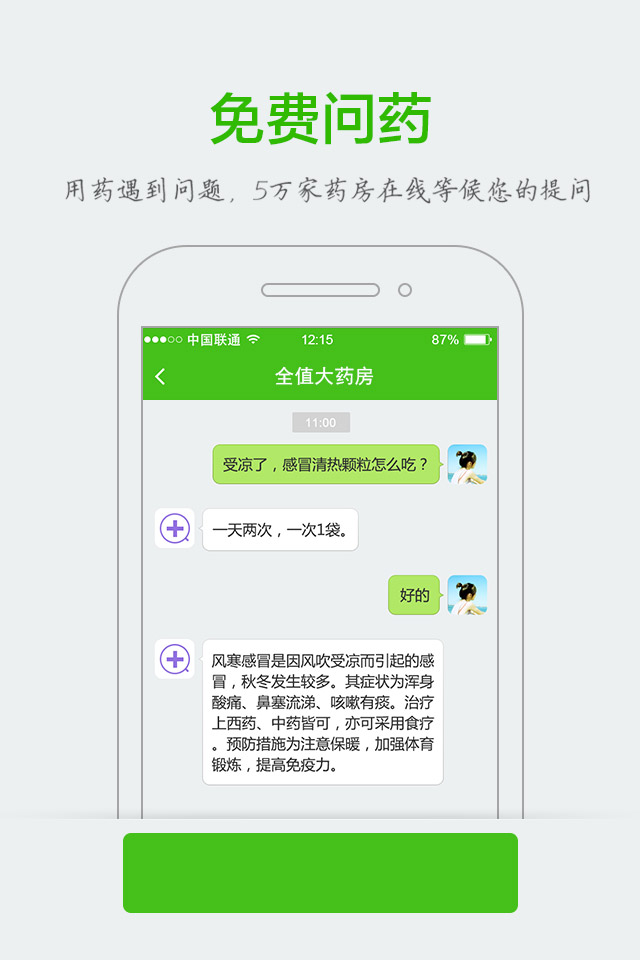 免费问药
用药遇到问题，5万家药房在线等候您的提问
中国联通 12:15 87%
全值大药房
11:00
受凉了，感冒清热颗粒怎么吃？
一天两次，一次1袋。
好的
风寒感冒是因风吹受凉而引起的感
冒，秋冬发生较多。其症状为浑身
酸痛、鼻塞流涕、咳嗽有痰。治疗
上西药、中药皆可，亦可采用食疗
。预防措施为注意保暖，加强体育
锻炼，提高免疫力。